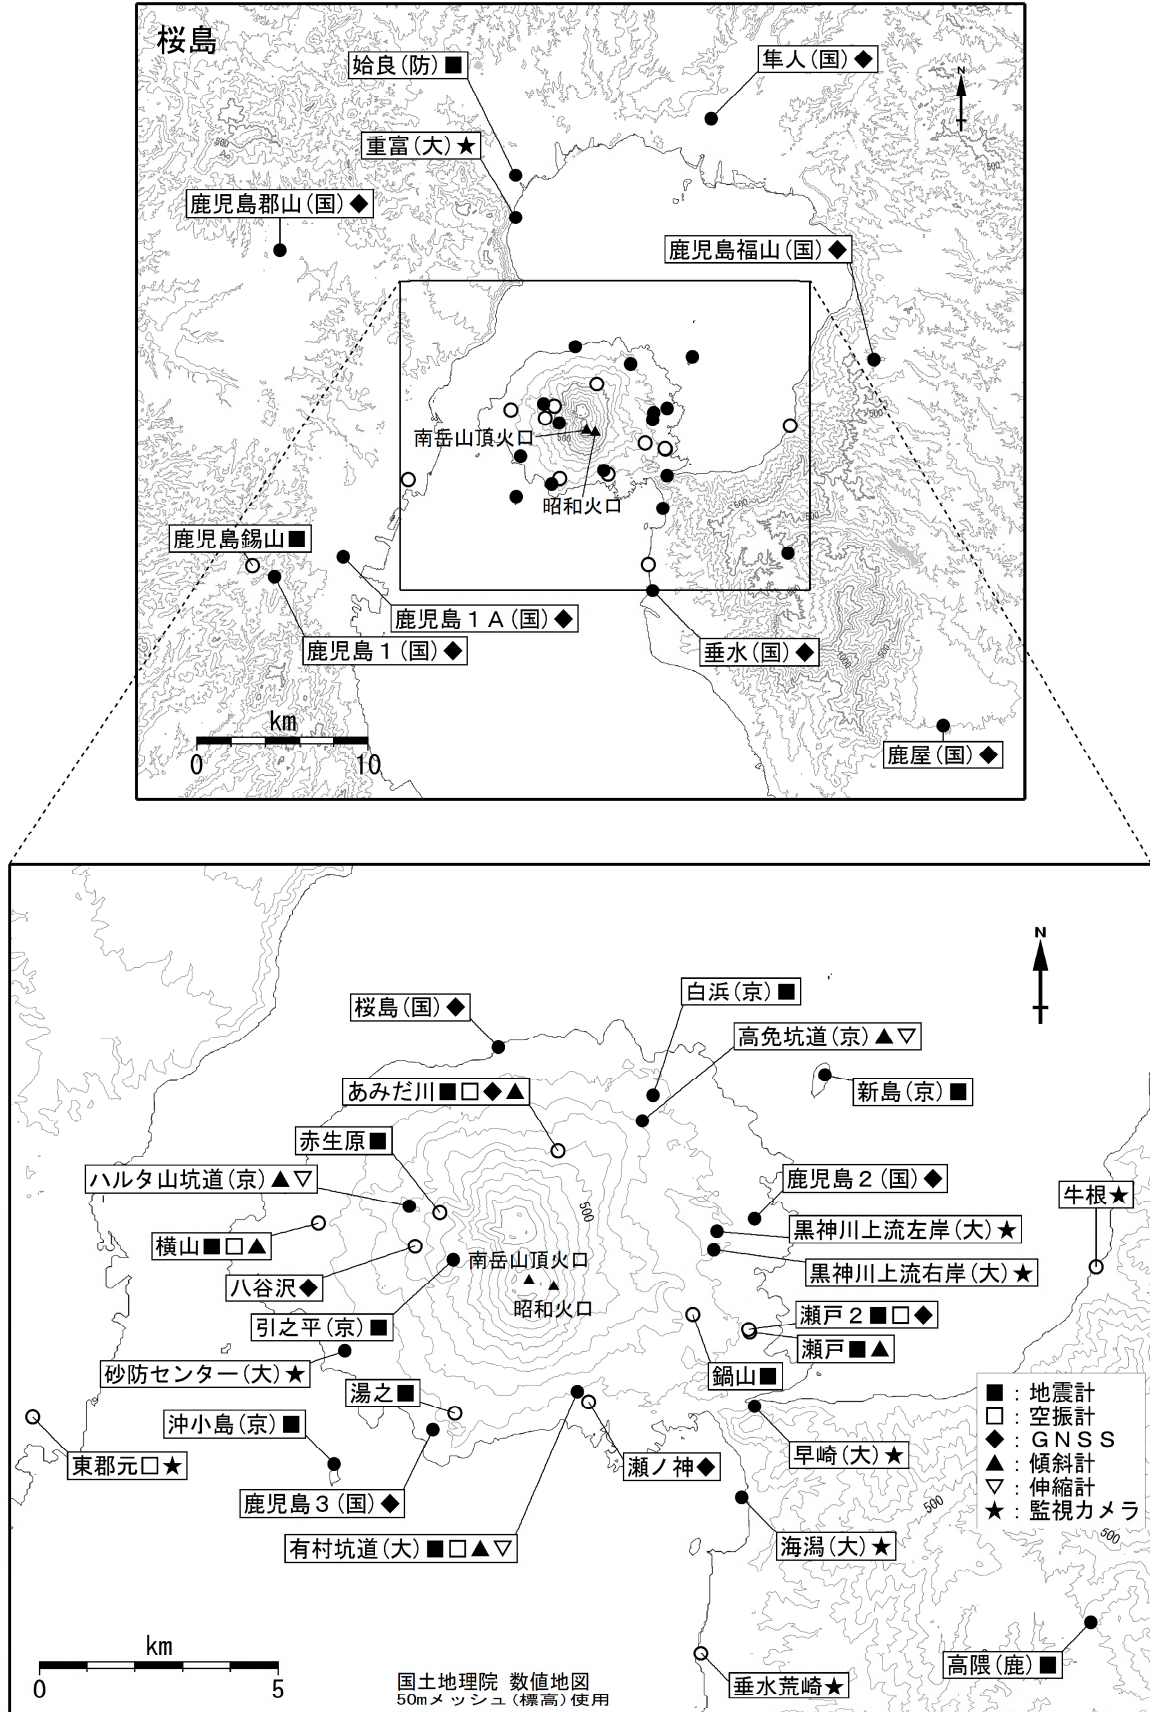 桜島
姶良(防)■
隼人(国)◆
N
重富(大)★
500
500
鹿児島郡山(国)◆
鹿児島福山(国)◆
500
南岳山頂火口
500
昭和火口
500
500
鹿児島錫山■
鹿児島1A(国)◆
鹿児島1(国)◆
垂水(国)◆
1000
500
km
0 10
鹿屋(国)◆
N
白浜(京)■
桜島(国)◆
高免坑道(京)▲▽
あみだ川■□◆▲
新島(京)■
赤生原■
ハルタ山坑道(京)▲▽
鹿児島2(国)◆
牛根★
500
横山■□▲
黒神川上流左岸(大)★
南岳山頂火口
黒神川上流右岸(大)★
八谷沢◆
昭和火口
瀬戸2■□◆
引之平(京)■
瀬戸■▲
砂防センター(大)★
鍋山■
湯之■
■:地震計
□:空振計
◆:GNSS
▲:傾斜計
▽:伸縮計
★:監視カメラ
沖小島(京)■
早崎(大)★
東郡元□★
瀬ノ神◆
鹿児島3(国)◆
500
500
有村坑道(大)■□▲▽
海潟(大)★
km
0 5
高隈(鹿)■
国土地理院 数値地図
50mメッシュ(標高)使用
垂水荒崎★